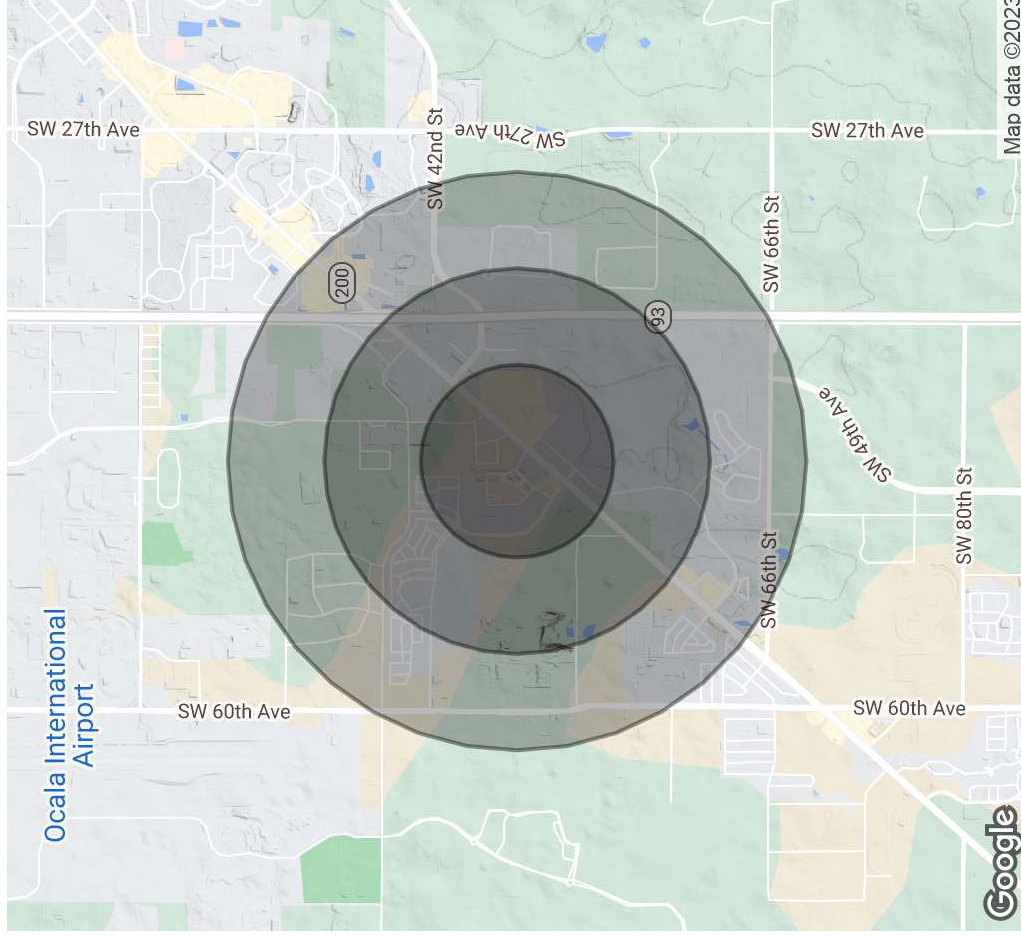 Map data ©2023
SW 27th Ave
SW 27th Ave
SW 27th Ave
SW 42nd St
SW 66th St
200
93
SW 49th Ave
SW 80th St
SW 66th St
Ocala International
Airport
SW 60th Ave
SW 60th Ave
Google